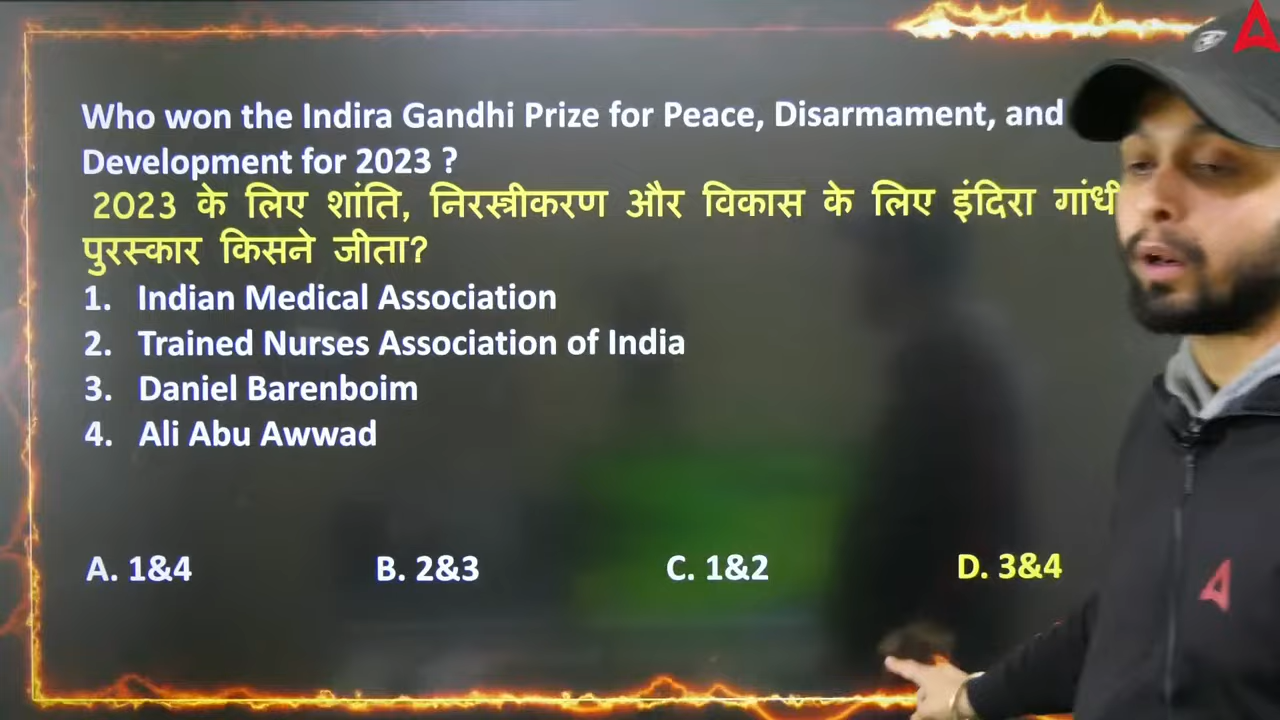 Who won the Indira Gandhi Prize for Peace, Disarmament, and
Development for 2023 ?
2023 के लिए शांति, निरस्त्रीकरण और विकास के लिए इंदिरा गांधी
पुरस्कार किसने जीता?
1. Indian Medical Association
2. Trained Nurses Association of India
3. Daniel Barenboim
4. Ali Abu Awwad
A. 1&4 B. 2&3 C. 1&2 D. 3&4